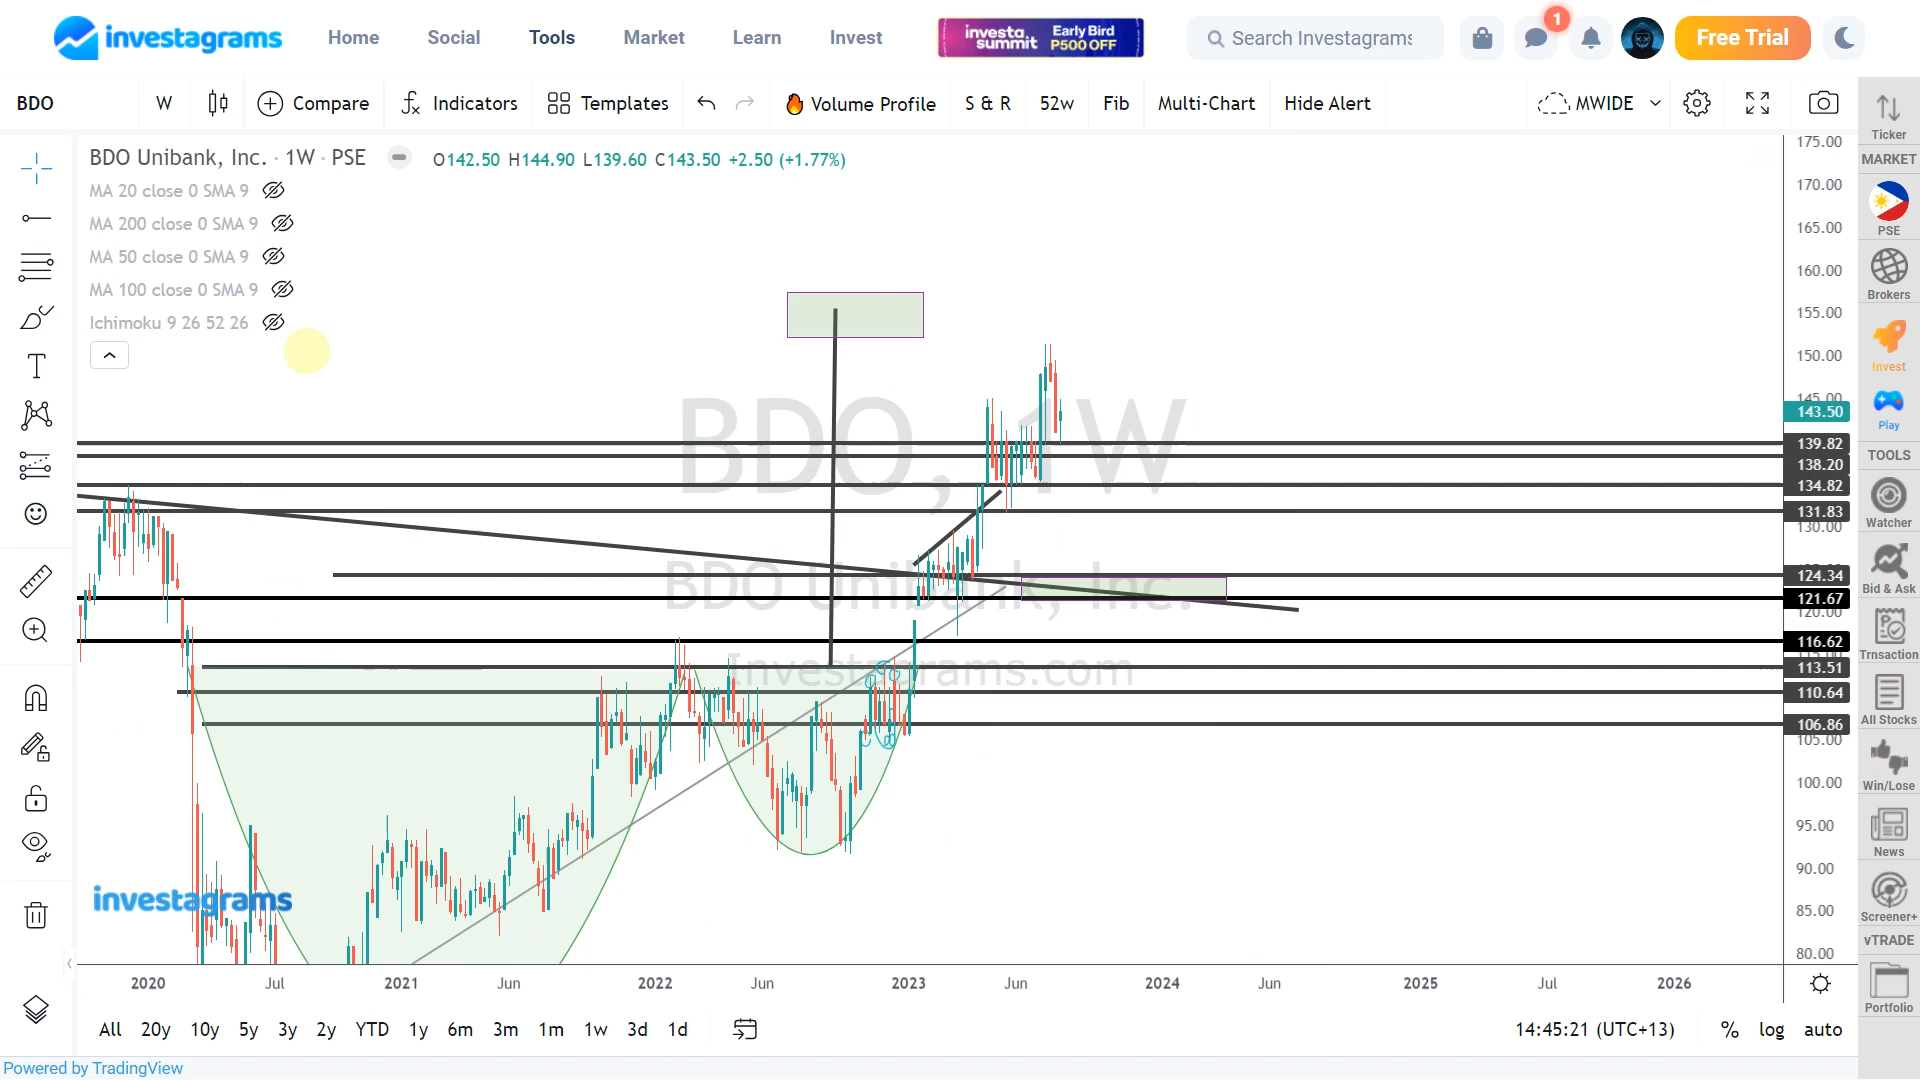 investagrams
Home
Social
Tools
Market
Learn
Invest
investa summit
Early Bird P500 OFF
Search Investagrams
1
Free Trial
BDO
W
Compare
Indicators
Templates
Volume Profile
S & R
52w
Fib
Multi-Chart
Hide Alert
MWIDE
BDO Unibank, Inc. · 1W · PSE
O142.50 H144.90 L139.60 C143.50 +2.50 (+1.77%)
MA 20 close 0 SMA 9
MA 200 close 0 SMA 9
MA 50 close 0 SMA 9
MA 100 close 0 SMA 9
Ichimoku 9 26 52 26
BDO, 1W
BDO Unibank, Inc.
Investagrams.com
investagrams
175.00
170.00
165.00
160.00
155.00
150.00
145.00
143.50
139.82
138.20
134.82
131.83
130.00
124.34
121.67
120.00
116.62
113.51
110.64
106.86
105.00
100.00
95.00
90.00
85.00
80.00
2020
Jul
2021
Jun
2022
Jun
2023
Jun
2024
Jun
2025
Jul
2026
All
20y
10y
5y
3y
2y
YTD
1y
6m
3m
1m
1w
3d
1d
14:45:21 (UTC+13)
%
log
auto
Powered by TradingView
Ticker
MARKET
PSE
Brokers
Invest
Play
TOOLS
Watcher
Bid & Ask
Trnsaction
All Stocks
Win/Lose
News
Screener+
vTRADE
Portfolio